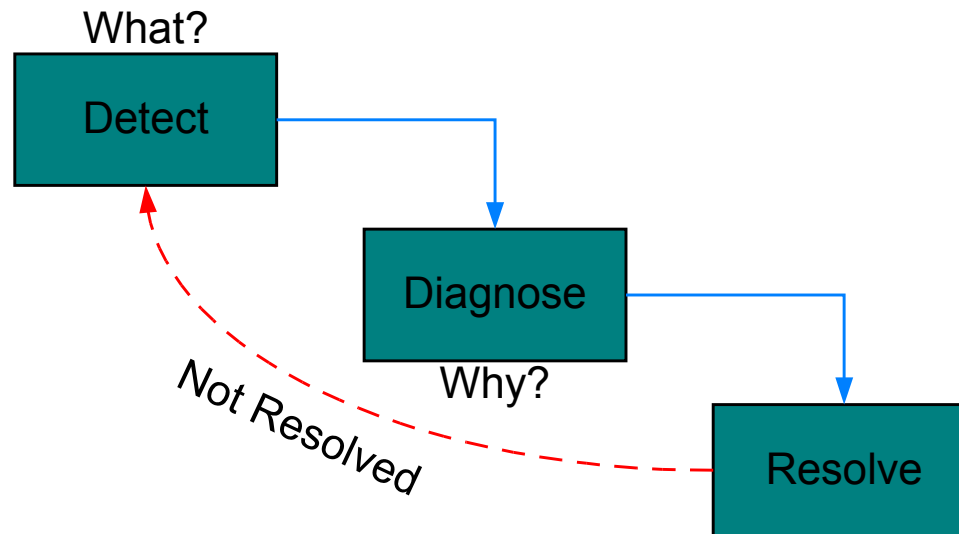 What?
Detect
Diagnose
Why?
Not Resolved
Resolve